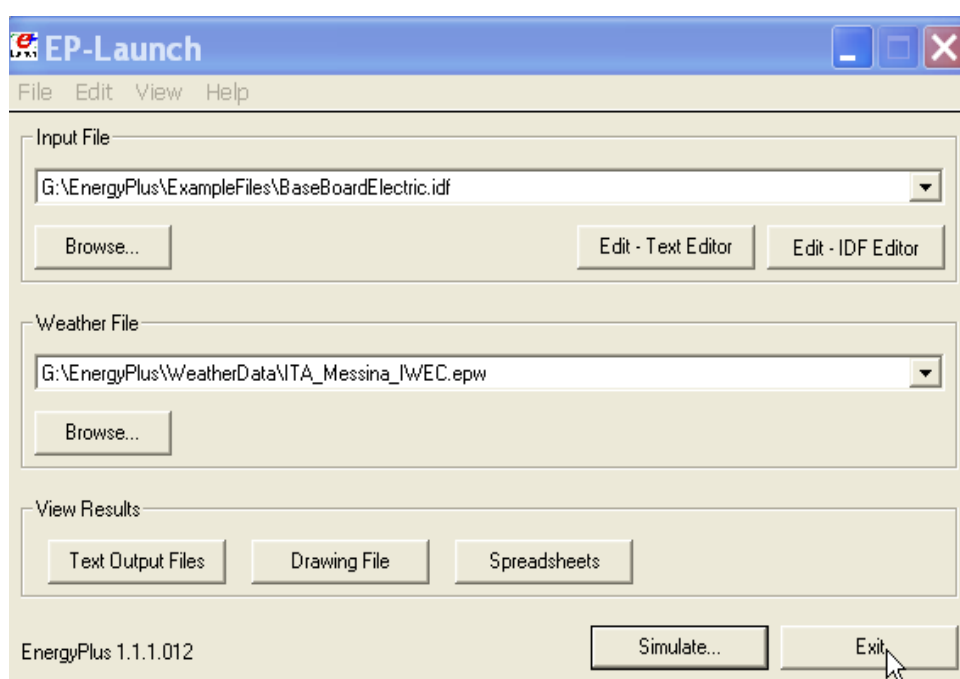 EP-Launch
File Edit View Help
Input File
G:\EnergyPlus\ExampleFiles\BaseBoardElectric.idf
Browse... Edit - Text Editor Edit - IDF Editor
Weather File
G:\EnergyPlus\WeatherData\ITA_Messina_IWEC.epw
Browse...
View Results
Text Output Files Drawing File Spreadsheets
EnergyPlus 1.1.1.012 Simulate... Exit